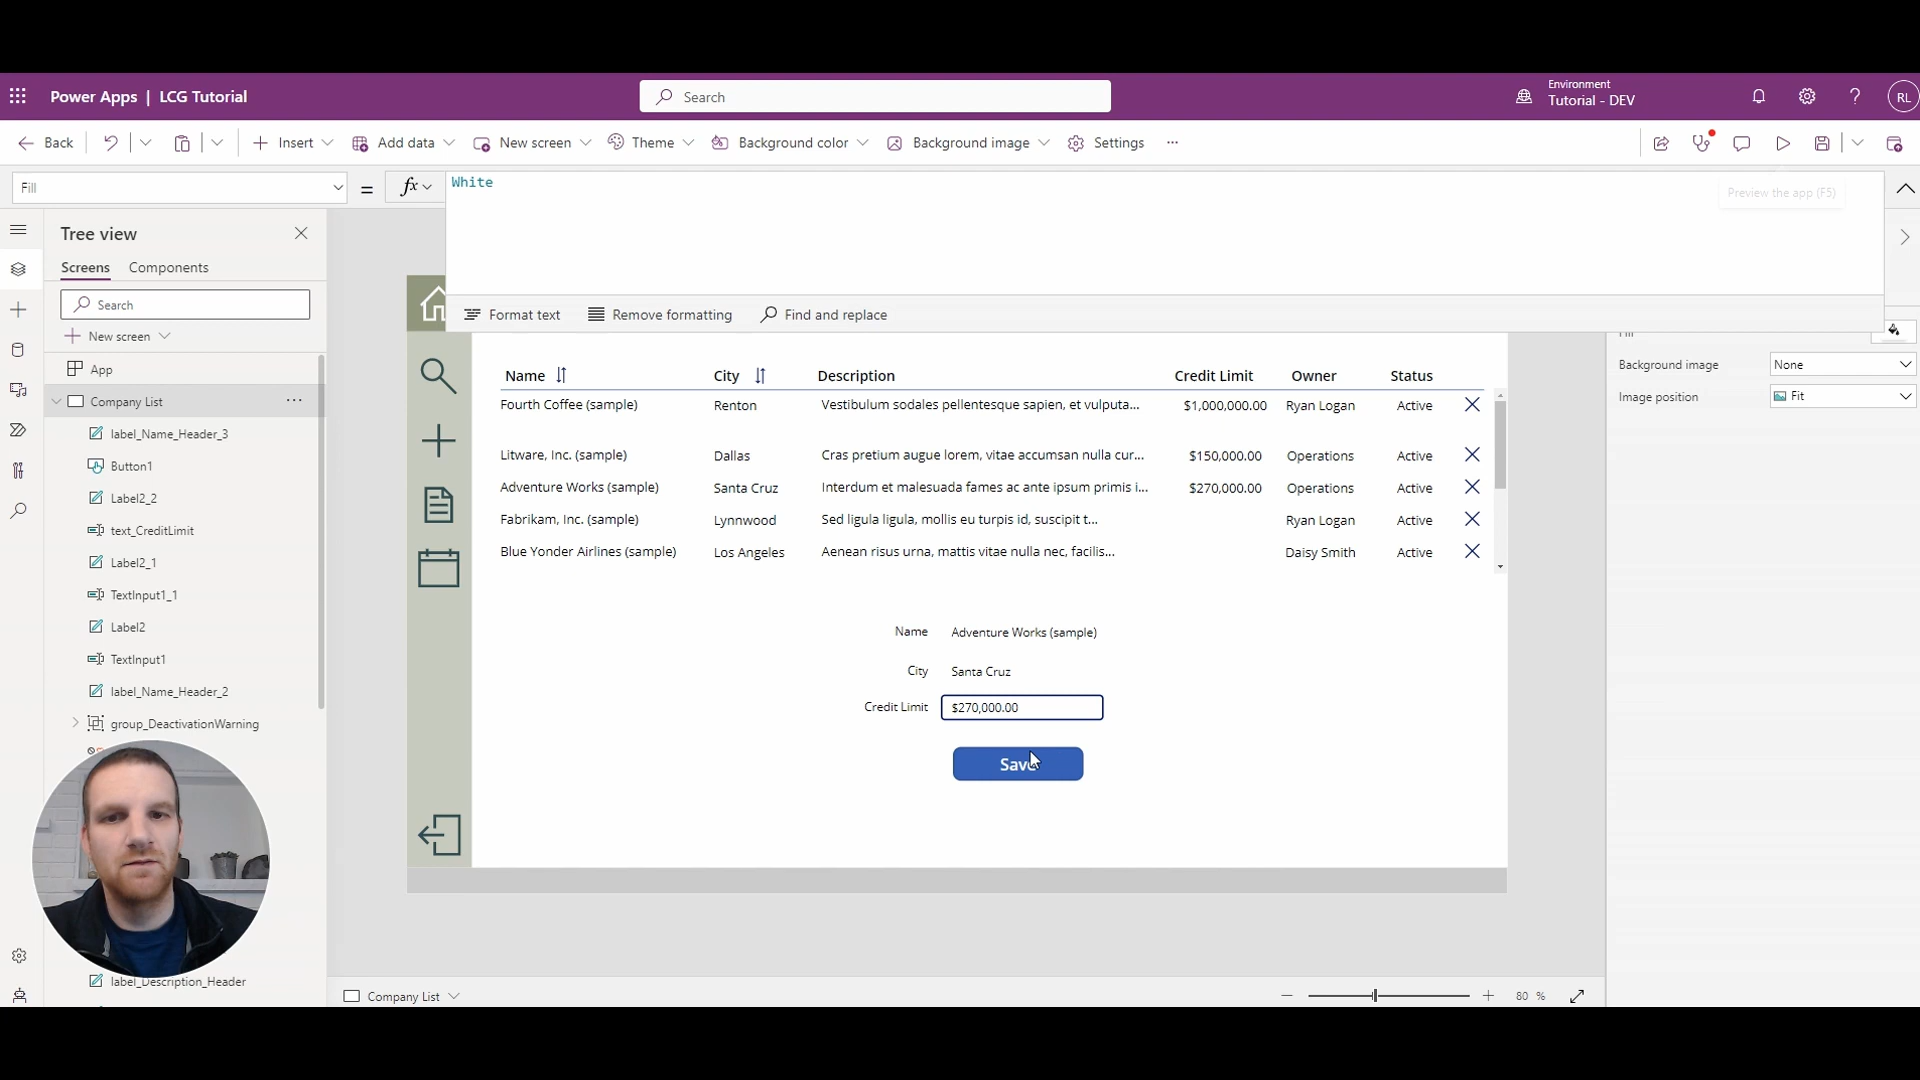 Power Apps | LCG Tutorial
Search
Environment
Tutorial - DEV
RL
Back
Insert
Add data
New screen
Theme
Background color
Background image
Settings
Fill
=
fx
White
Preview the app (F5)
Format text
Remove formatting
Find and replace
Tree view
Screens
Components
Search
New screen
App
Company List
label_Name_Header_3
Button1
Label2_2
text_CreditLimit
Label2_1
TextInput1_1
Label2
TextInput1
label_Name_Header_2
group_DeactivationWarning
label_Description_Header
Name City Description Credit Limit Owner Status
Fourth Coffee (sample) Renton Vestibulum sodales pellentesque sapien, et vulputa... $1,000,000.00 Ryan Logan Active
Litware, Inc. (sample) Dallas Cras pretium augue lorem, vitae accumsan nulla cur... $150,000.00 Operations Active
Adventure Works (sample) Santa Cruz Interdum et malesuada fames ac ante ipsum primis i... $270,000.00 Operations Active
Fabrikam, Inc. (sample) Lynnwood Sed ligula ligula, mollis eu turpis id, suscipit t... Ryan Logan Active
Blue Yonder Airlines (sample) Los Angeles Aenean risus urna, mattis vitae nulla nec, facilis... Daisy Smith Active
Name Adventure Works (sample)
City Santa Cruz
Credit Limit $270,000.00
Save
Background image None
Image position Fit
Company List
80 %